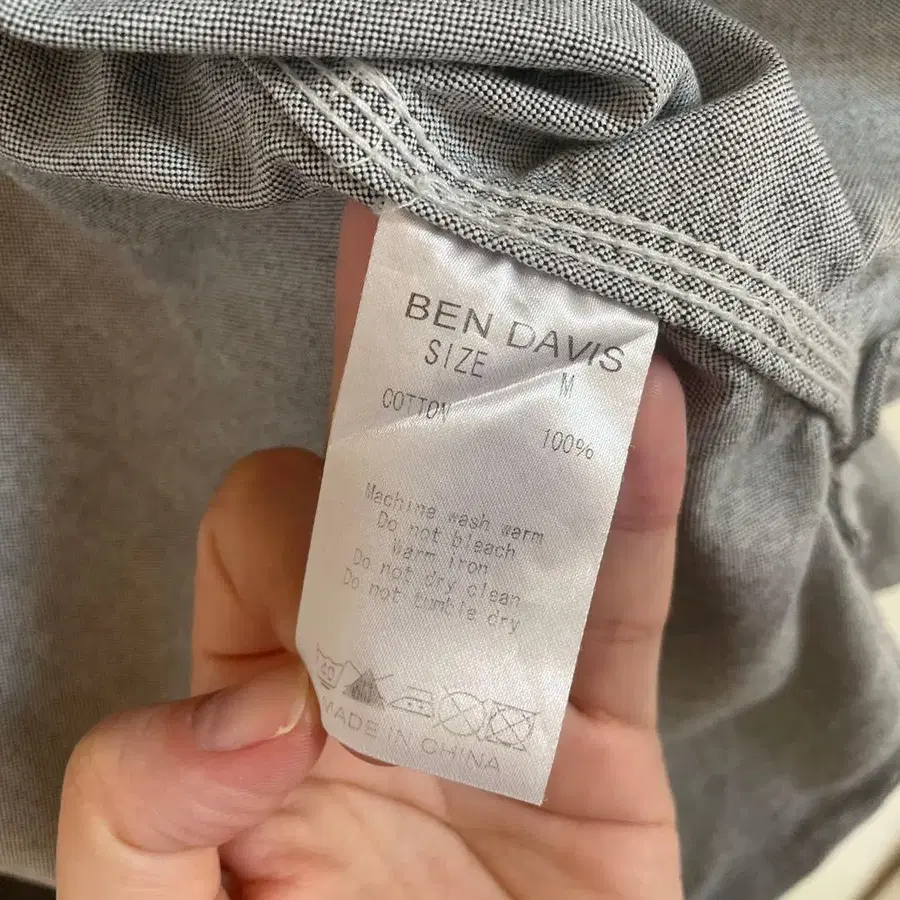 BEN DAVIS
SIZE M
COTTON 100%
Machine wash warm
Do not bleach
Warm iron
Do not dry clean
Do not tumble dry
40
MADE IN CHINA